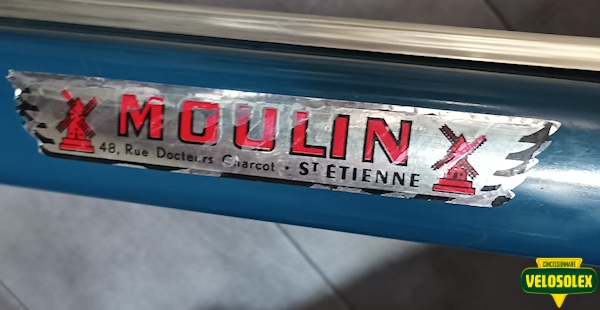 MOULIN
48, Rue Docteurs Charcot - ST ETIENNE
CONCESSIONNAIRE
VELOSOLEX